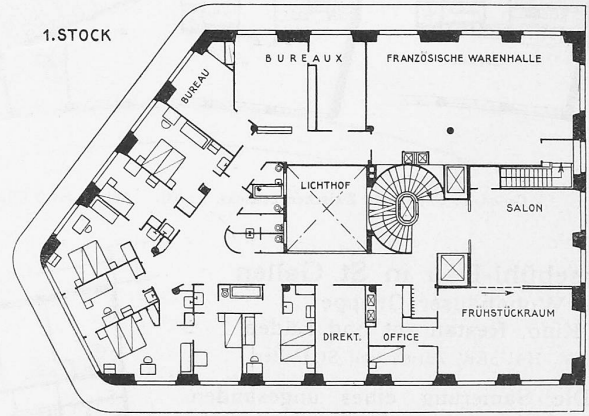 1.STOCK
BUREAU
BUREAUX
FRANZÖSISCHE WARENHALLE
LICHTHOF
SALON
FRÜHSTÜCKRAUM
DIREKT.
OFFICE